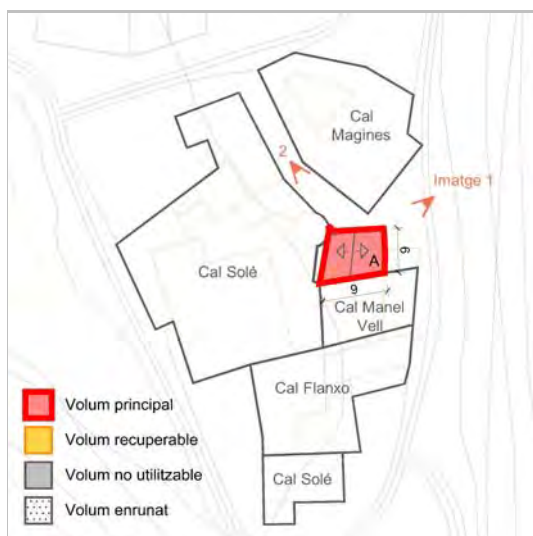 Cal
Magines
2
Imatge 1
Cal Solé
A
6
9
Cal Manel
Vell
Cal Flanxo
Cal Solé
Volum principal
Volum recuperable
Volum no utilitzable
Volum enrunat